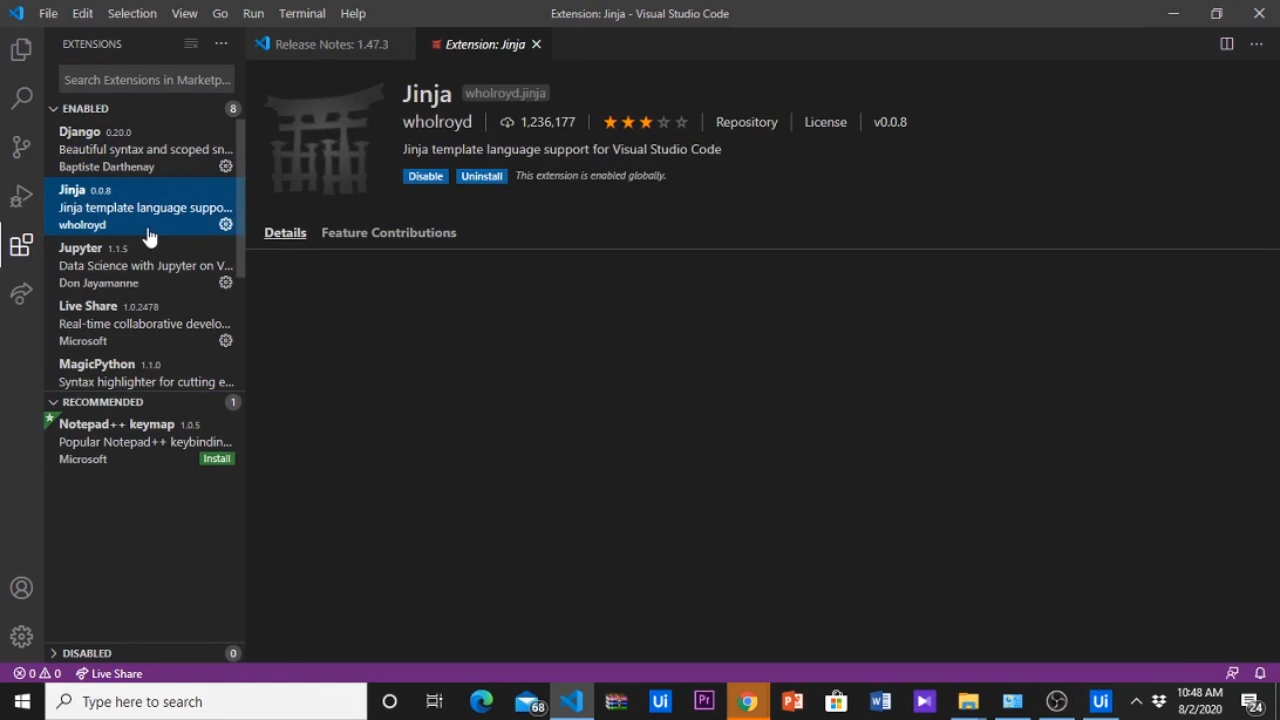 File Edit Selection View Go Run Terminal Help
Extension: Jinja - Visual Studio Code
EXTENSIONS
Search Extensions in Marketp...
ENABLED 8
Django 0.20.0
Beautiful syntax and scoped sn...
Baptiste Darthenay
Jinja 0.0.8
Jinja template language suppo...
wholroyd
Jupyter 1.1.5
Data Science with Jupyter on V...
Don Jayamanne
Live Share 1.0.2478
Real-time collaborative develo...
Microsoft
MagicPython 1.1.0
Syntax highlighter for cutting e...
RECOMMENDED 1
Notepad++ keymap 1.0.5
Popular Notepad++ keybindin...
Microsoft Install
DISABLED 0
Release Notes: 1.47.3
Extension: Jinja
Jinja wholroyd.jinja
wholroyd 1,236,177 Repository License v0.0.8
Jinja template language support for Visual Studio Code
Disable Uninstall This extension is enabled globally.
Details Feature Contributions
0 0 Live Share
Type here to search
68
Ui
Pr
Ui
10:48 AM
8/2/2020
24